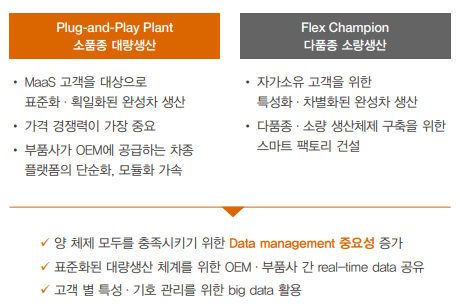 Plug-and-Play Plant
소품종 대량생산
• MaaS 고객을 대상으로
표준화 · 획일화된 완성차 생산
• 가격 경쟁력이 가장 중요
• 부품사가 OEM에 공급하는 차종
플랫폼의 단순화, 모듈화 가속
Flex Champion
다품종 소량생산
• 자가소유 고객을 위한
특성화 · 차별화된 완성차 생산
• 다품종 · 소량 생산체제 구축을 위한
스마트 팩토리 건설
✓ 양 체제 모두를 충족시키기 위한 Data management 중요성 증가
✓ 표준화된 대량생산 체계를 위한 OEM · 부품사 간 real-time data 공유
✓ 고객 별 특성 · 기호 관리를 위한 big data 활용